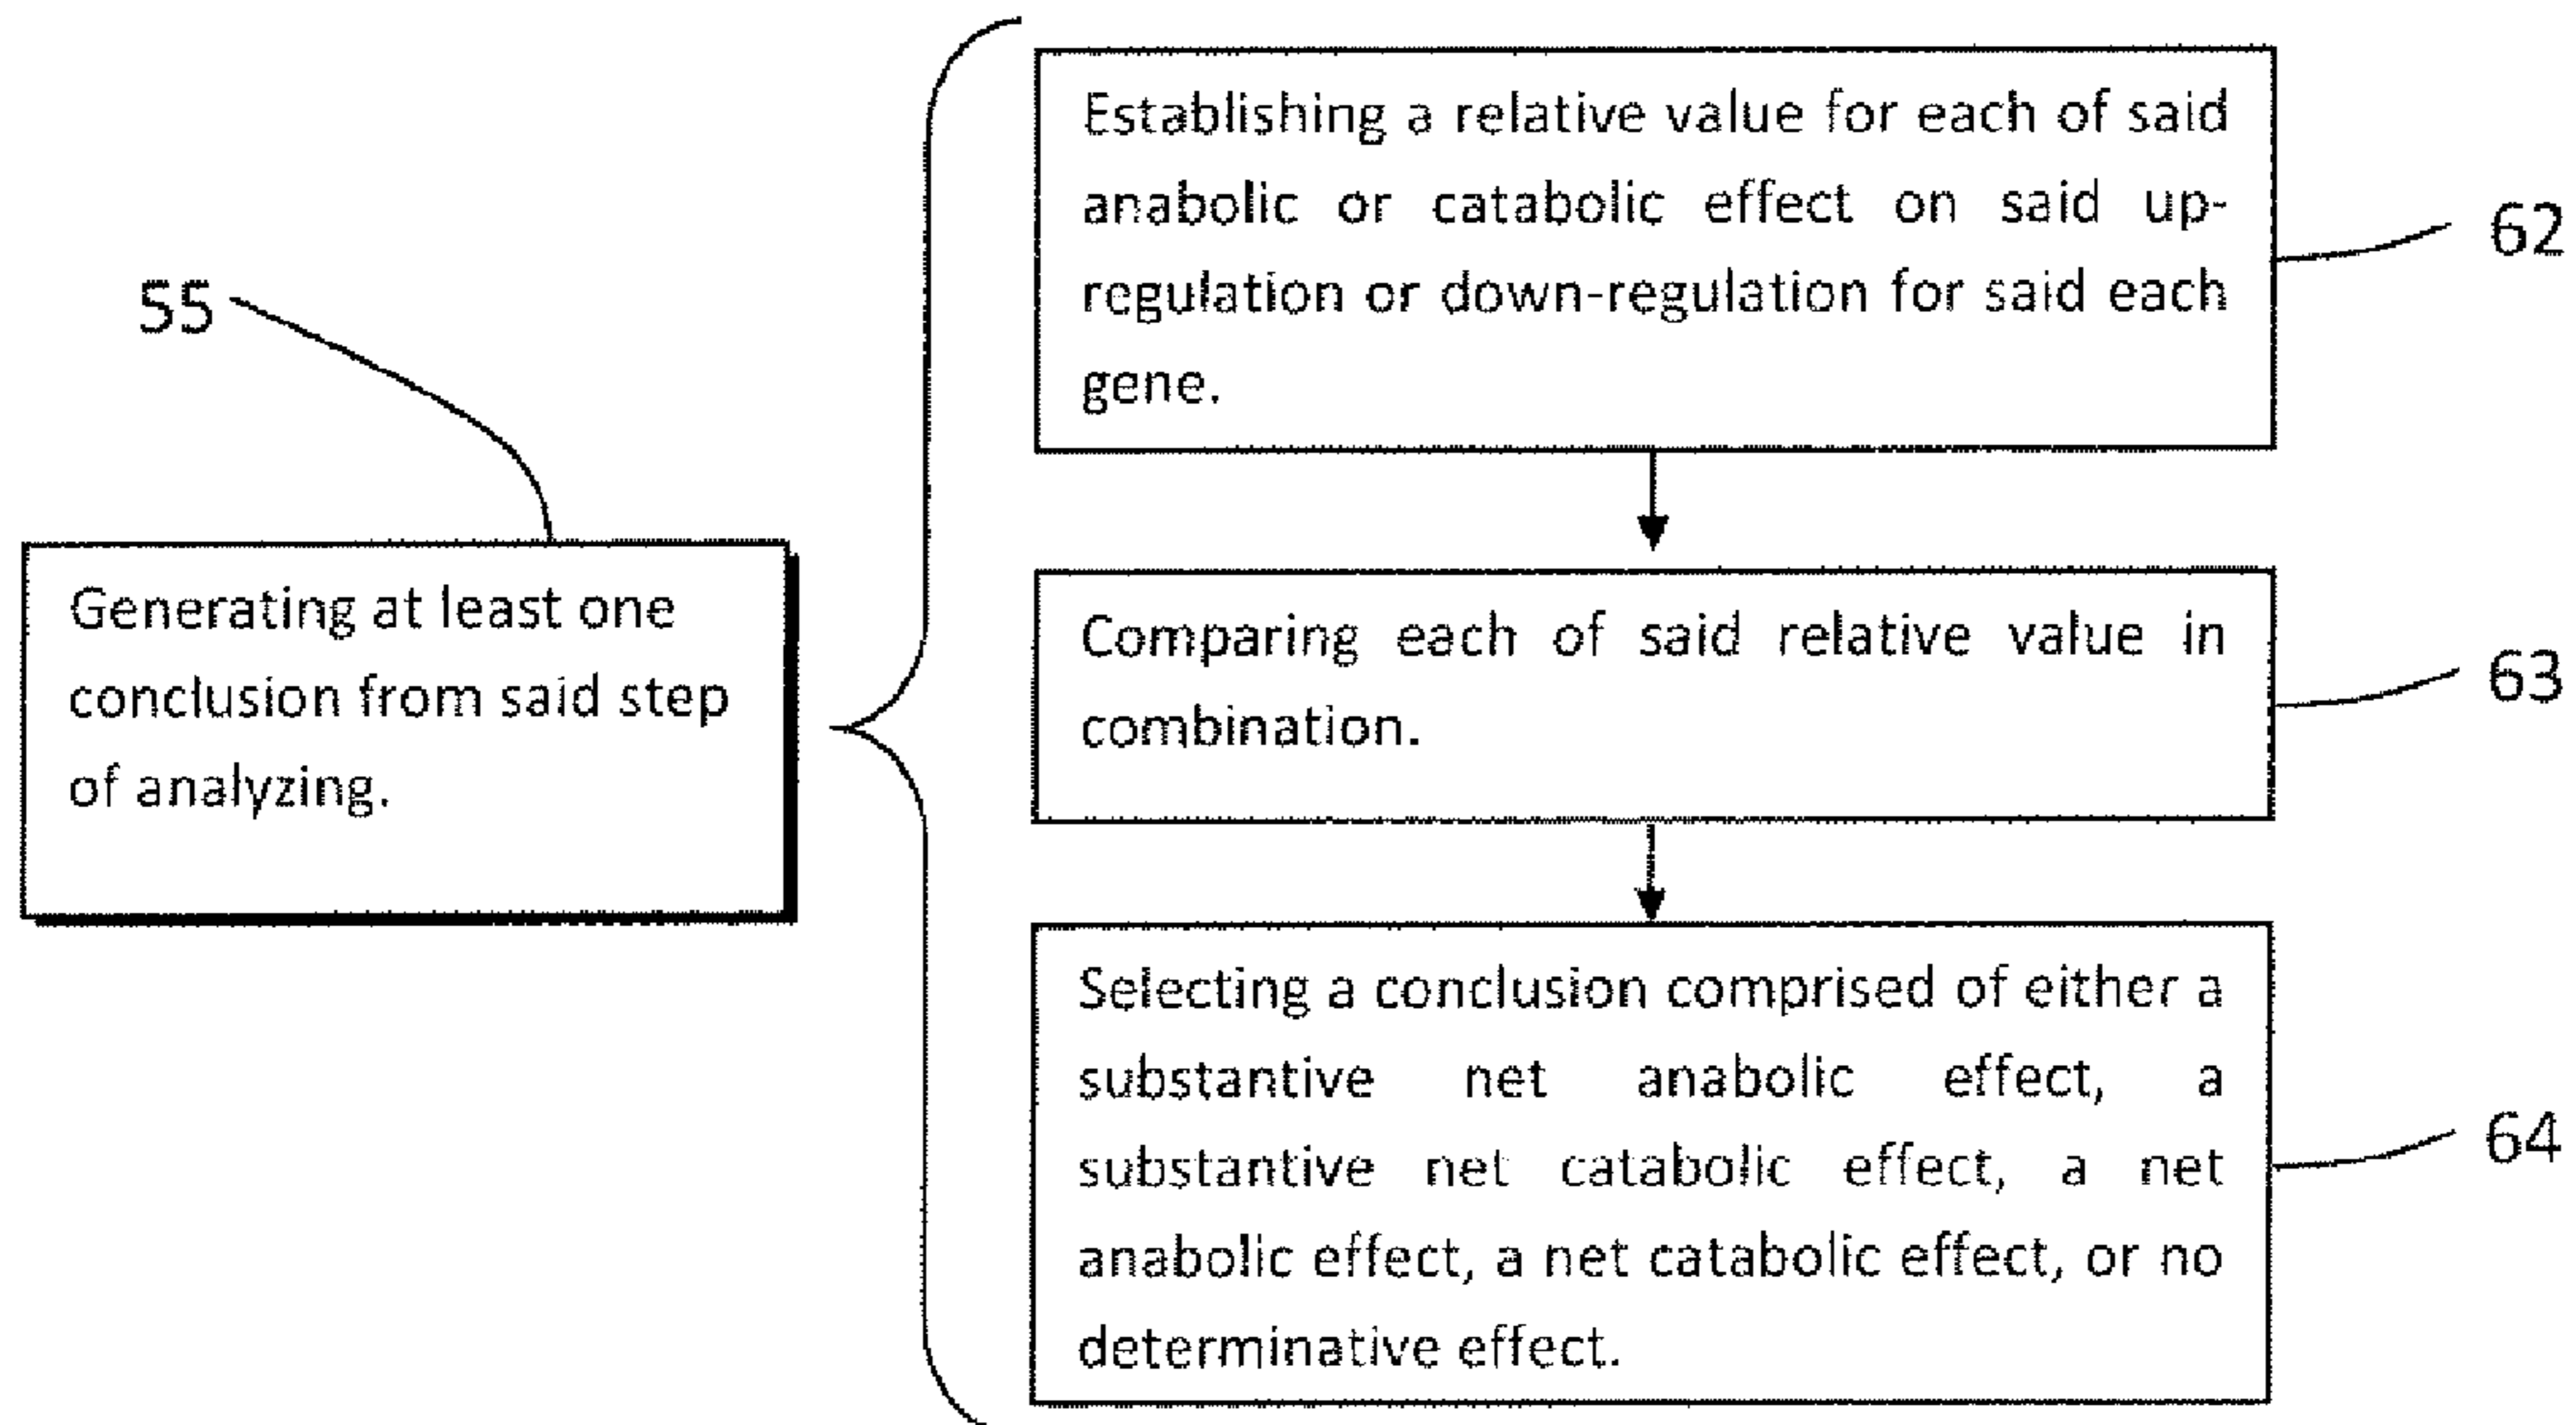 55
Generating at least one
conclusion from said step
of analyzing.
Establishing a relative value for each of said
anabolic or catabolic effect on said up-
regulation or down-regulation for said each
gene.
62
Comparing each of said relative value in
combination.
63
Selecting a conclusion comprised of either a
substantive net anabolic effect, a
substantive net catabolic effect, a net
anabolic effect, a net catabolic effect, or no
determinative effect.
64